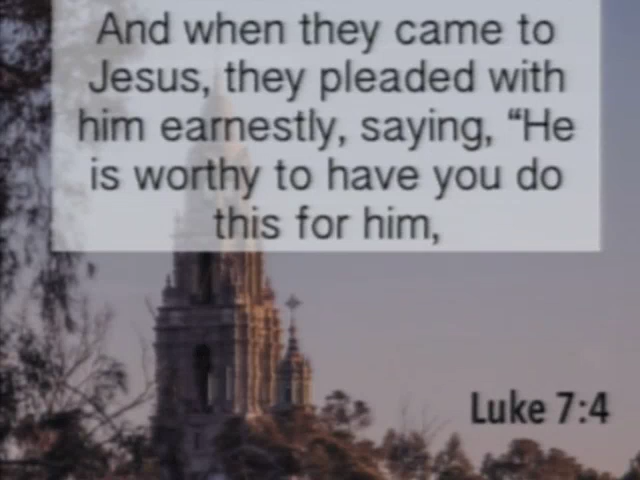 And when they came to
Jesus, they pleaded with
him earnestly, saying, “He
is worthy to have you do
this for him,
Luke 7:4